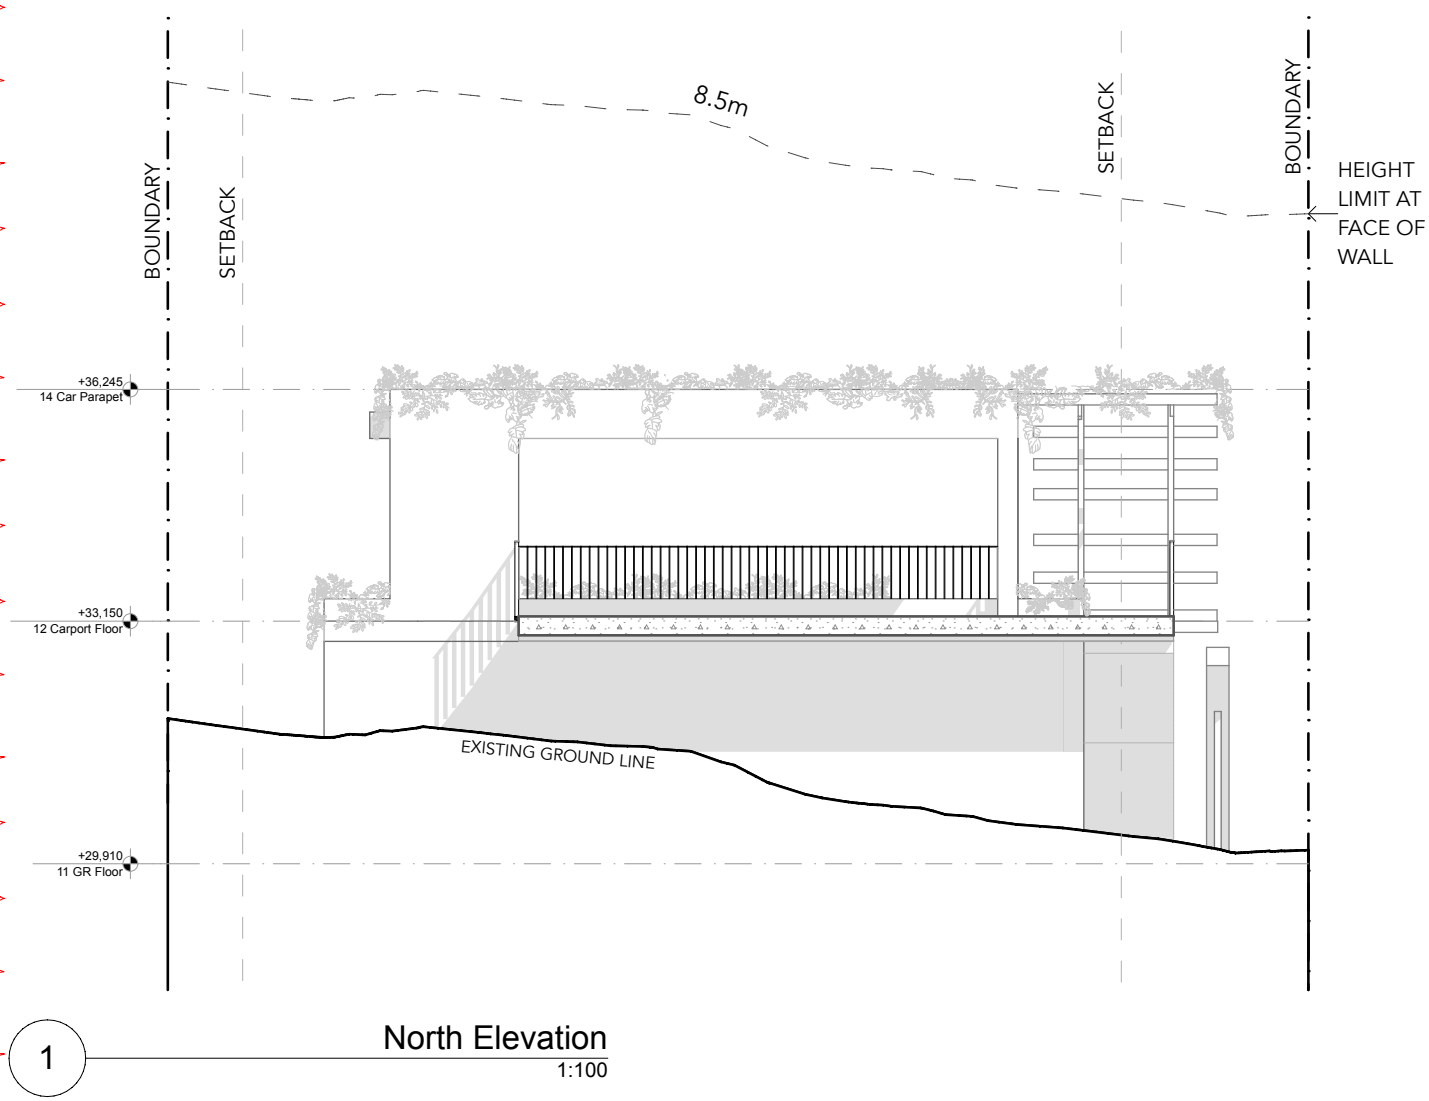 8.5m
BOUNDARY
SETBACK
SETBACK
BOUNDARY
HEIGHT
LIMIT AT
FACE OF
WALL
+36,245
14 Car Parapet
+33,150
12 Carport Floor
EXISTING GROUND LINE
+29,910
11 GR Floor
1
North Elevation
1:100